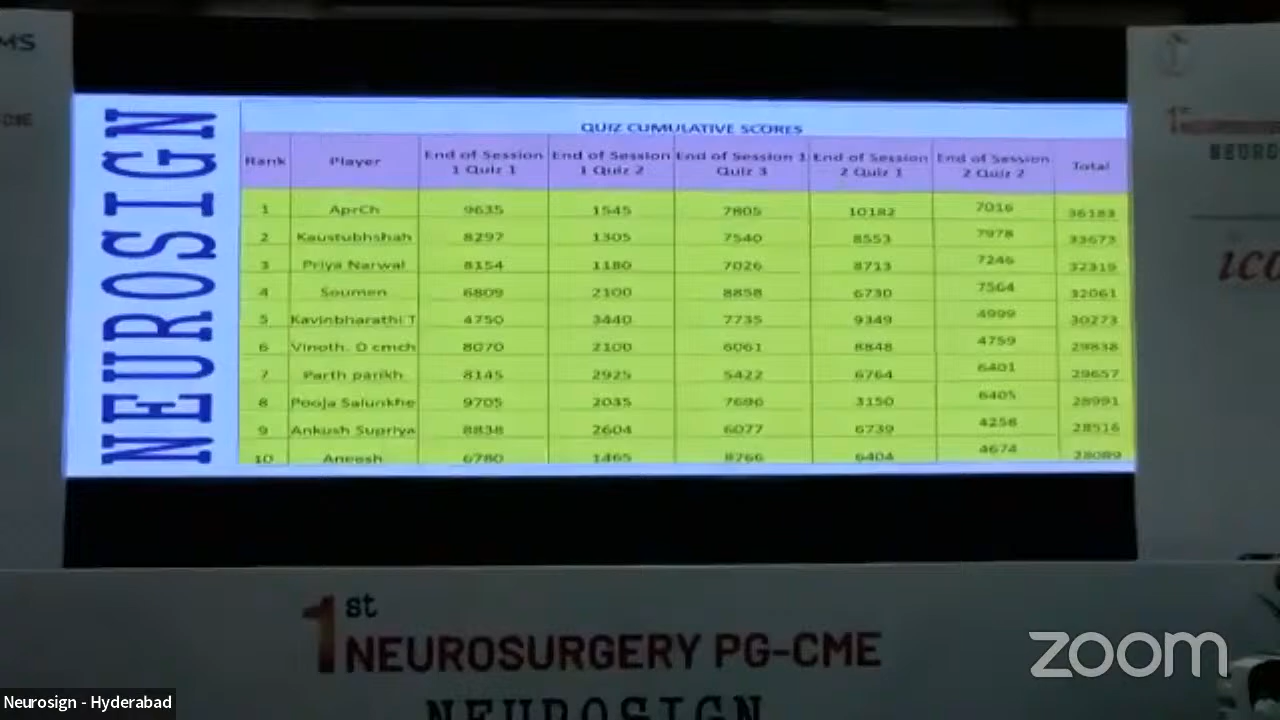 MS
NEUROSIGN
QUIZ CUMULATIVE SCORES
Rank Player End of Session 1 Quiz 1 End of Session 1 Quiz 2 End of Session 1 Quiz 3 End of Session 2 Quiz 1 End of Session 2 Quiz 2 Total
1 AprCh 9635 1545 7805 10182 7016 36183
2 Kaustubhshah 8297 1305 7540 8553 7978 33673
3 Priya Narwal 8154 1180 7026 8713 7246 32319
4 Soumen 6809 2100 8858 6730 7564 32061
5 Kavinbharathi T 4750 3440 7735 9349 4999 30273
6 Vinoth. D cmch 8070 2100 6061 8848 4759 29838
7 Parth parikh 8145 2925 5422 6764 6401 29657
8 Pooja Salunkhe 9705 2035 7696 3150 6405 28991
9 Ankush Supriya 8838 2604 6077 6739 4258 28516
10 Aneesh 6780 1465 8766 6404 4674 28089
1st
NEUROSURGERY PG-CME
NEUROSIGN
zoom
Neurosign - Hyderabad